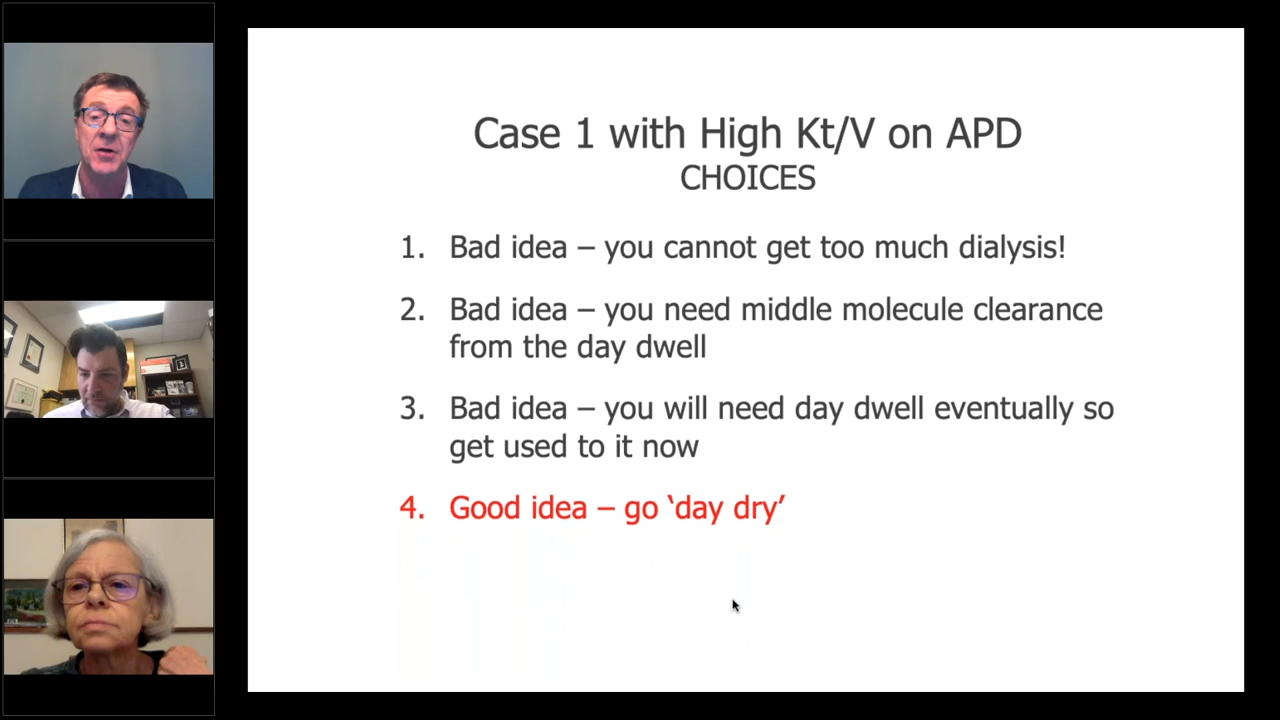 Case 1 with High Kt/V on APD
CHOICES
1. Bad idea – you cannot get too much dialysis!
2. Bad idea – you need middle molecule clearance
from the day dwell
3. Bad idea – you will need day dwell eventually so
get used to it now
4. Good idea – go ‘day dry’